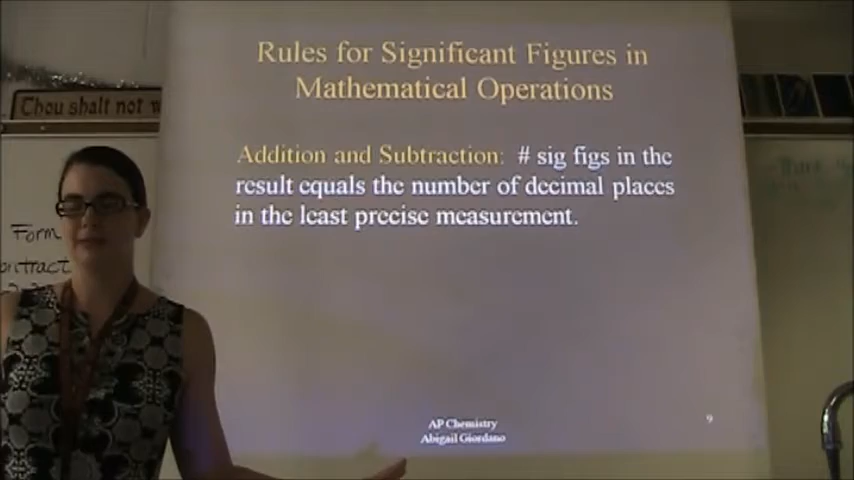 Rules for Significant Figures in
Mathematical Operations
Thou shalt not
Addition and Subtraction: # sig figs in the
result equals the number of decimal places
in the least precise measurement.
Form
AP Chemistry
Abigail Giordano
9